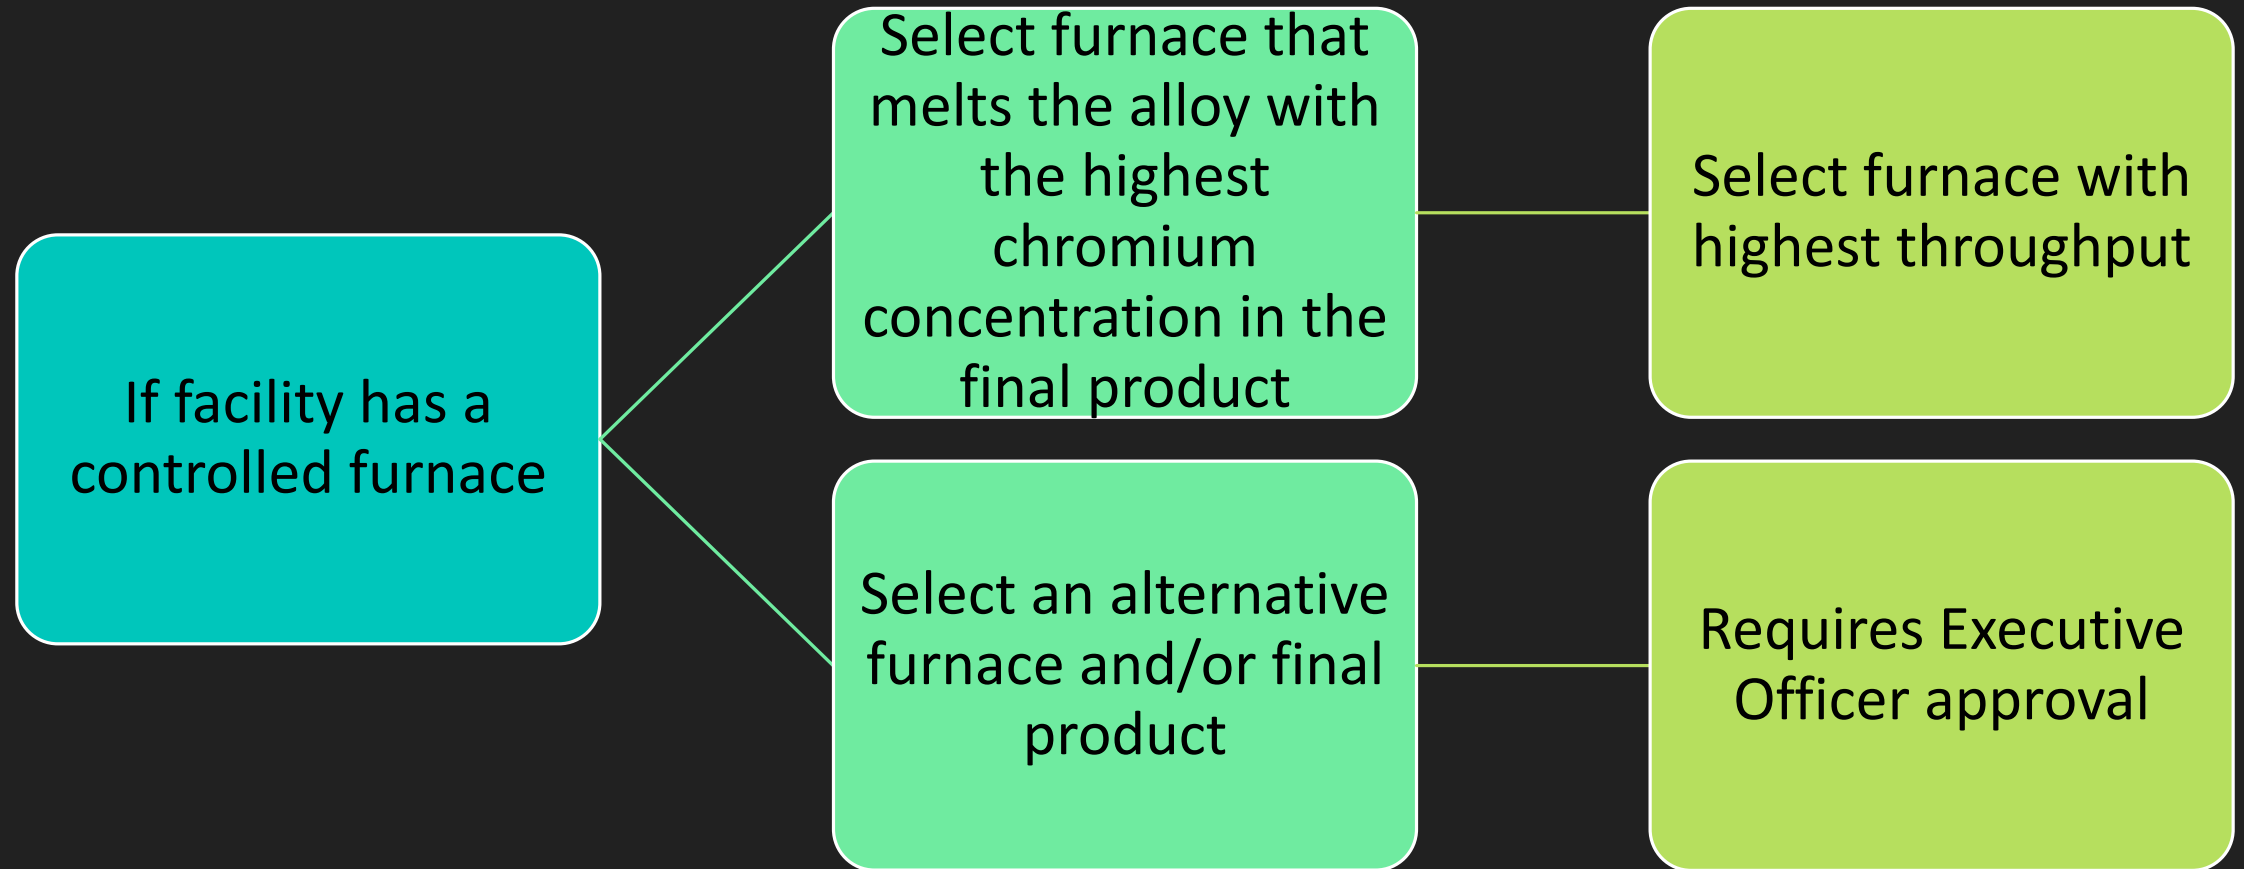 If facility has a
controlled furnace
Select furnace that
melts the alloy with
the highest
chromium
concentration in the
final product
Select furnace with
highest throughput
Select an alternative
furnace and/or final
product
Requires Executive
Officer approval